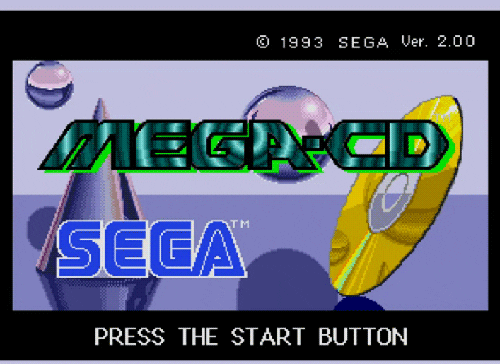 © 1993 SEGA Ver. 2.00
MEGA-CD
SEGA™
PRESS THE START BUTTON